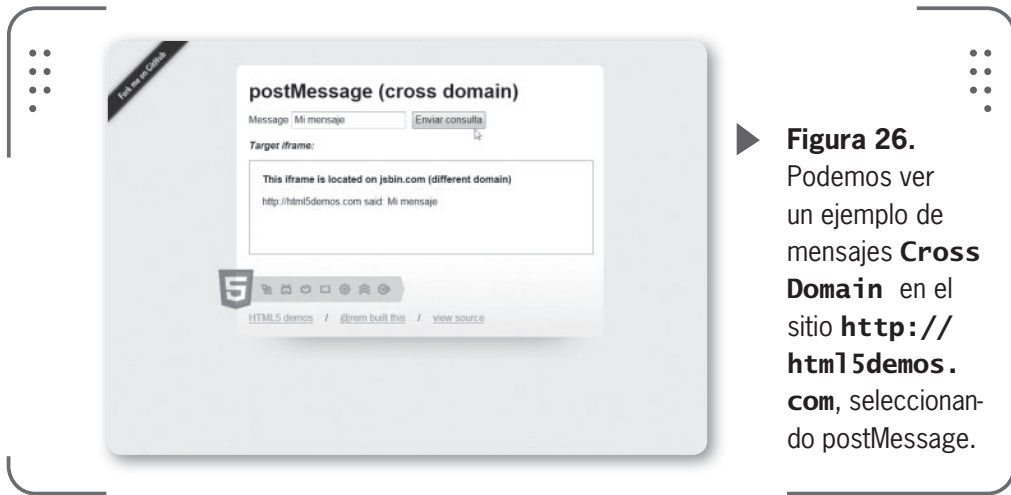 Fork me on GitHub
postMessage (cross domain)
Message Mi mensaje Enviar consulta
Target iframe:
This iframe is located on jsbin.com (different domain)
http://html5demos.com said: Mi mensaje
HTML5 demos / @rem built this / view source
Figura 26.
Podemos ver
un ejemplo de
mensajes Cross
Domain en el
sitio http://
html5demos.
com, seleccionan-
do postMessage.